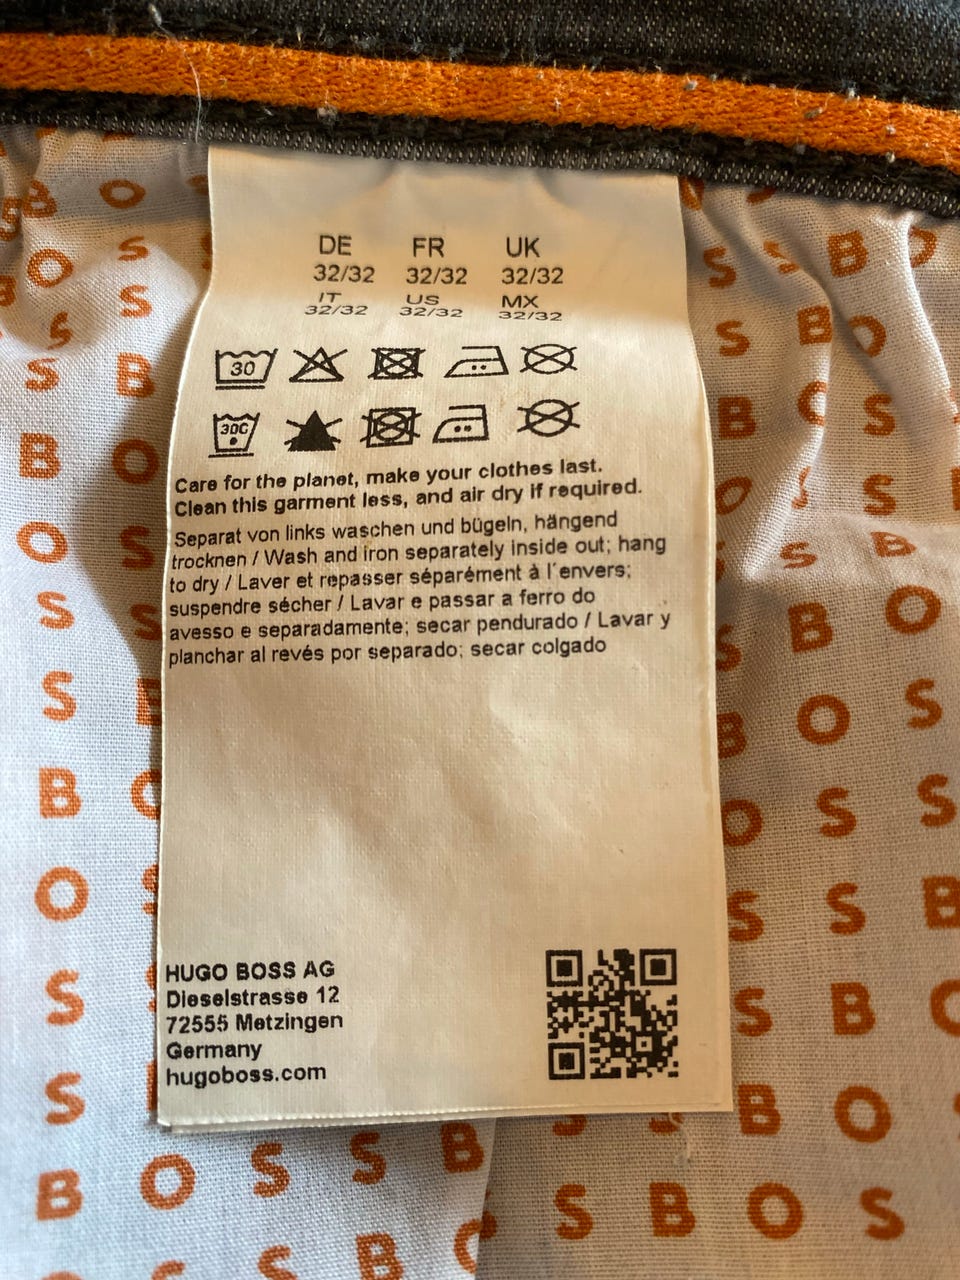 DE FR UK
32/32 32/32 32/32
IT US MX
32/32 32/32 32/32
30
30C
Care for the planet, make your clothes last.
Clean this garment less, and air dry if required.
Separat von links waschen und bügeln, hängend
trocknen / Wash and iron separately inside out; hang
to dry / Laver et repasser séparément à l´envers;
suspendre sécher / Lavar e passar a ferro do
avesso e separadamente; secar pendurado / Lavar y
planchar al revés por separado; secar colgado
HUGO BOSS AG
Dieselstrasse 12
72555 Metzingen
Germany
hugoboss.com
B O S S B
S B O S